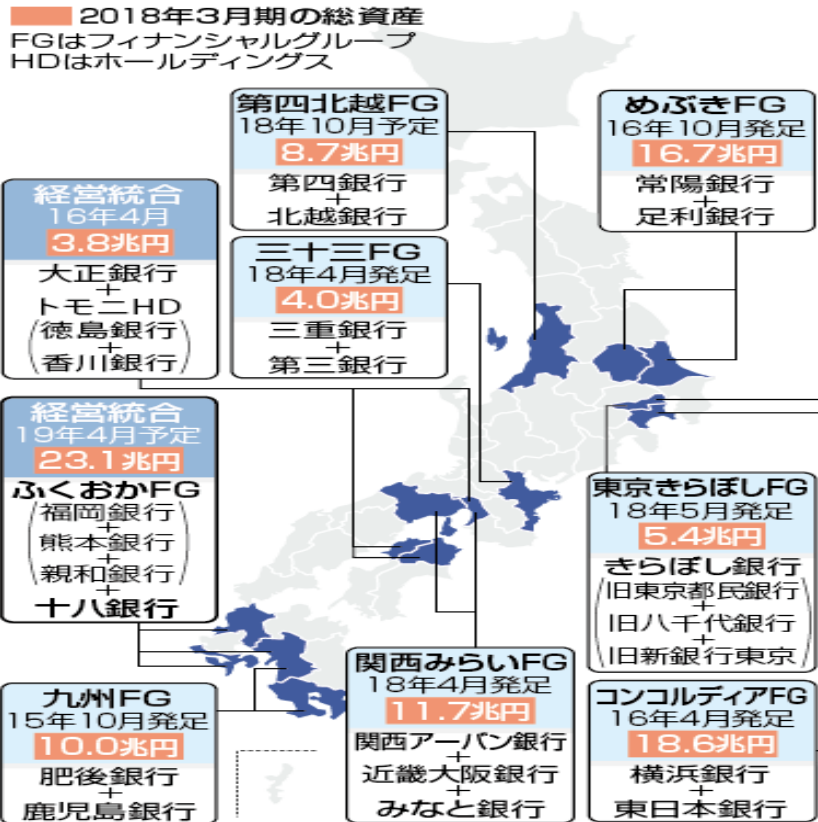 2018年3月期の総資産
FGはフィナンシャルグループ
HDはホールディングス
第四北越FG
18年10月予定
8.7兆円
第四銀行
+
北越銀行
めぶきFG
16年10月発足
16.7兆円
常陽銀行
+
足利銀行
経営統合
16年4月
3.8兆円
大正銀行
+
トモニHD
(徳島銀行
+
香川銀行)
三十三FG
18年4月発足
4.0兆円
三重銀行
+
第三銀行
経営統合
19年4月予定
23.1兆円
ふくおかFG
(福岡銀行
+
熊本銀行
+
親和銀行)
+
十八銀行
東京きらぼしFG
18年5月発足
5.4兆円
きらぼし銀行
(旧東京都民銀行
+
旧八千代銀行
+
旧新銀行東京)
九州FG
15年10月発足
10.0兆円
肥後銀行
+
鹿児島銀行
関西みらいFG
18年4月発足
11.7兆円
関西アーバン銀行
+
近畿大阪銀行
+
みなと銀行
コンコルディアFG
16年4月発足
18.6兆円
横浜銀行
+
東日本銀行